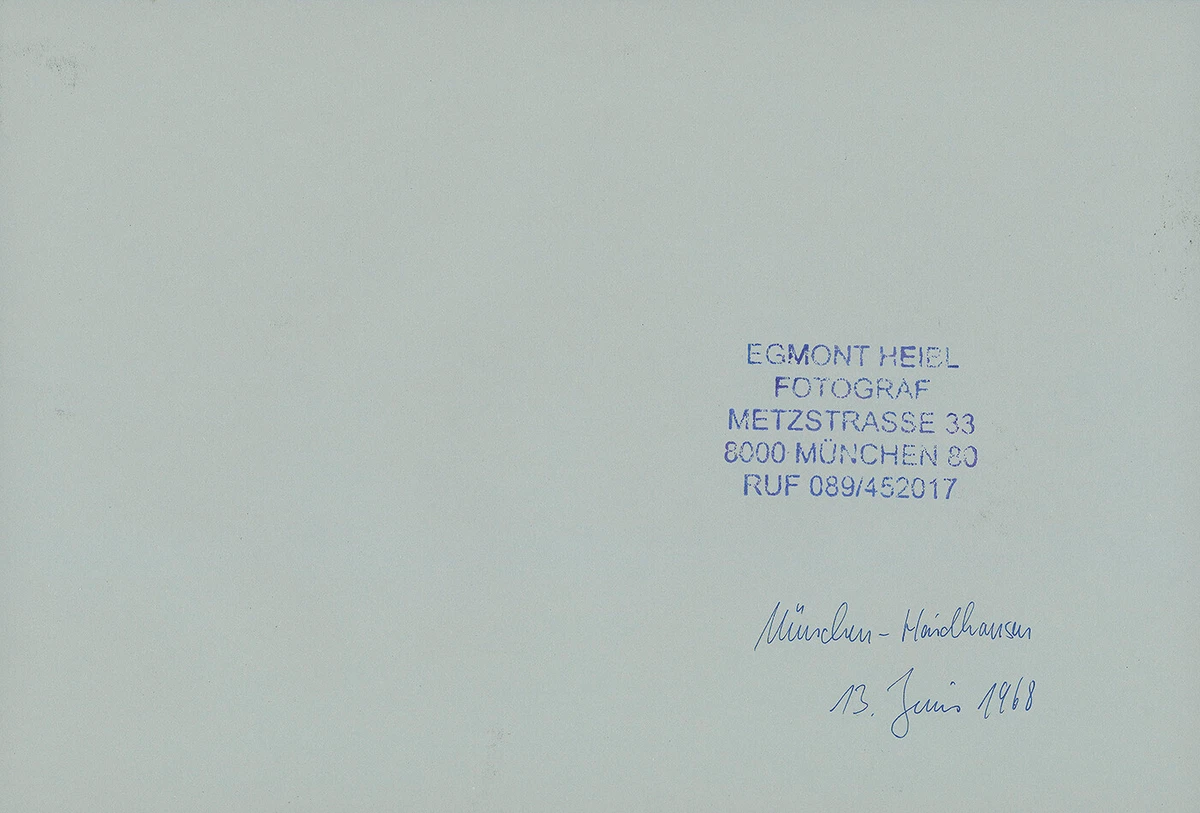 EGMONT HEIBL
FOTOGRAF
METZSTRASSE 33
8000 MÜNCHEN 80
RUF 089/452017
München - Haidhausen
13. Juni 1968